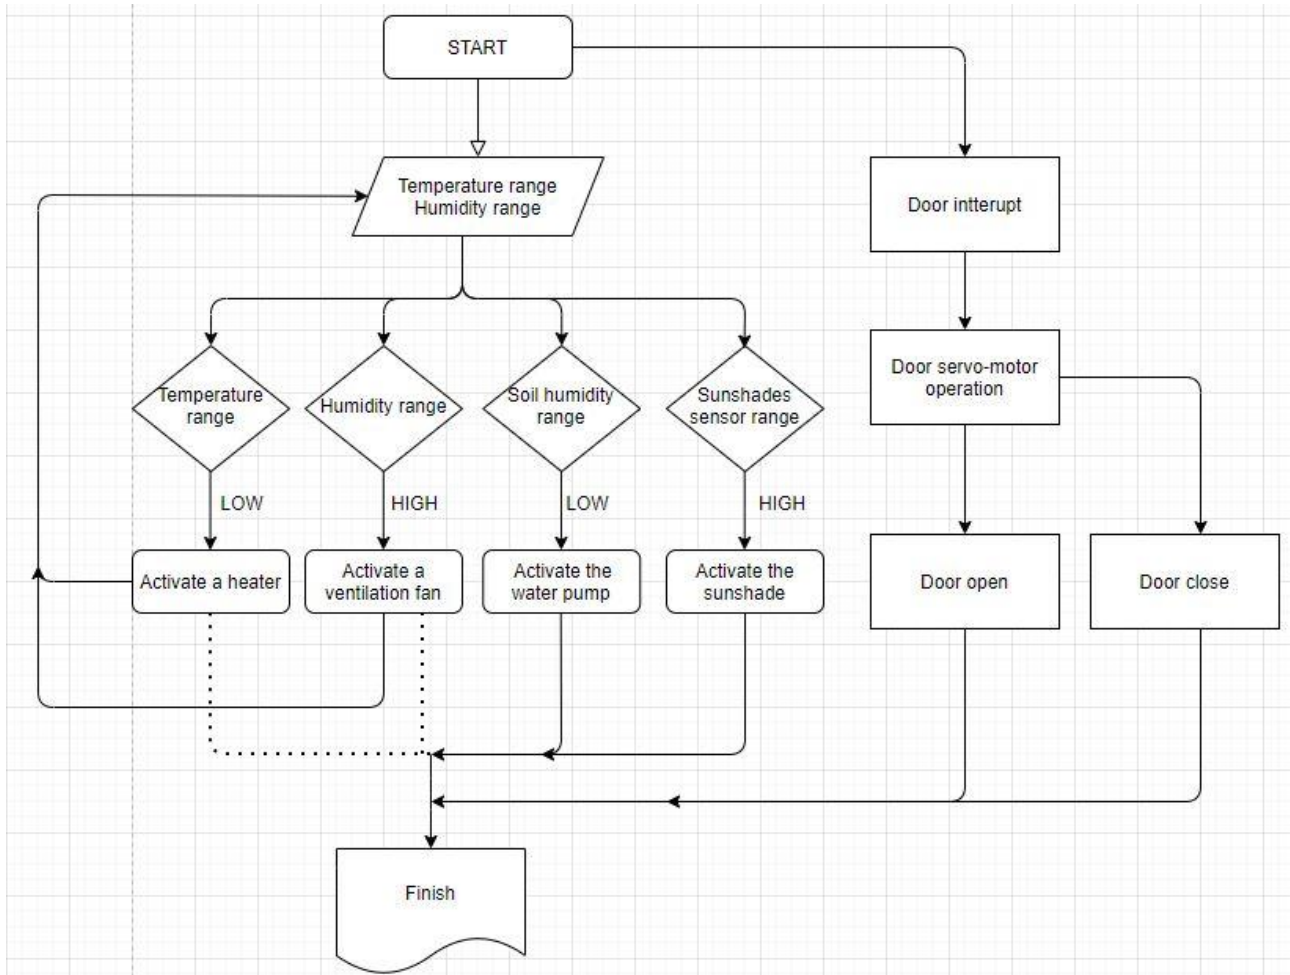 START
Temperature range
Humidity range
Door intterupt
Temperature
range
Humidity range
Soil humidity
range
Sunshades
sensor range
Door servo-motor
operation
LOW
HIGH
LOW
HIGH
Activate a heater
Activate a
ventilation fan
Activate the
water pump
Activate the
sunshade
Door open
Door close
Finish